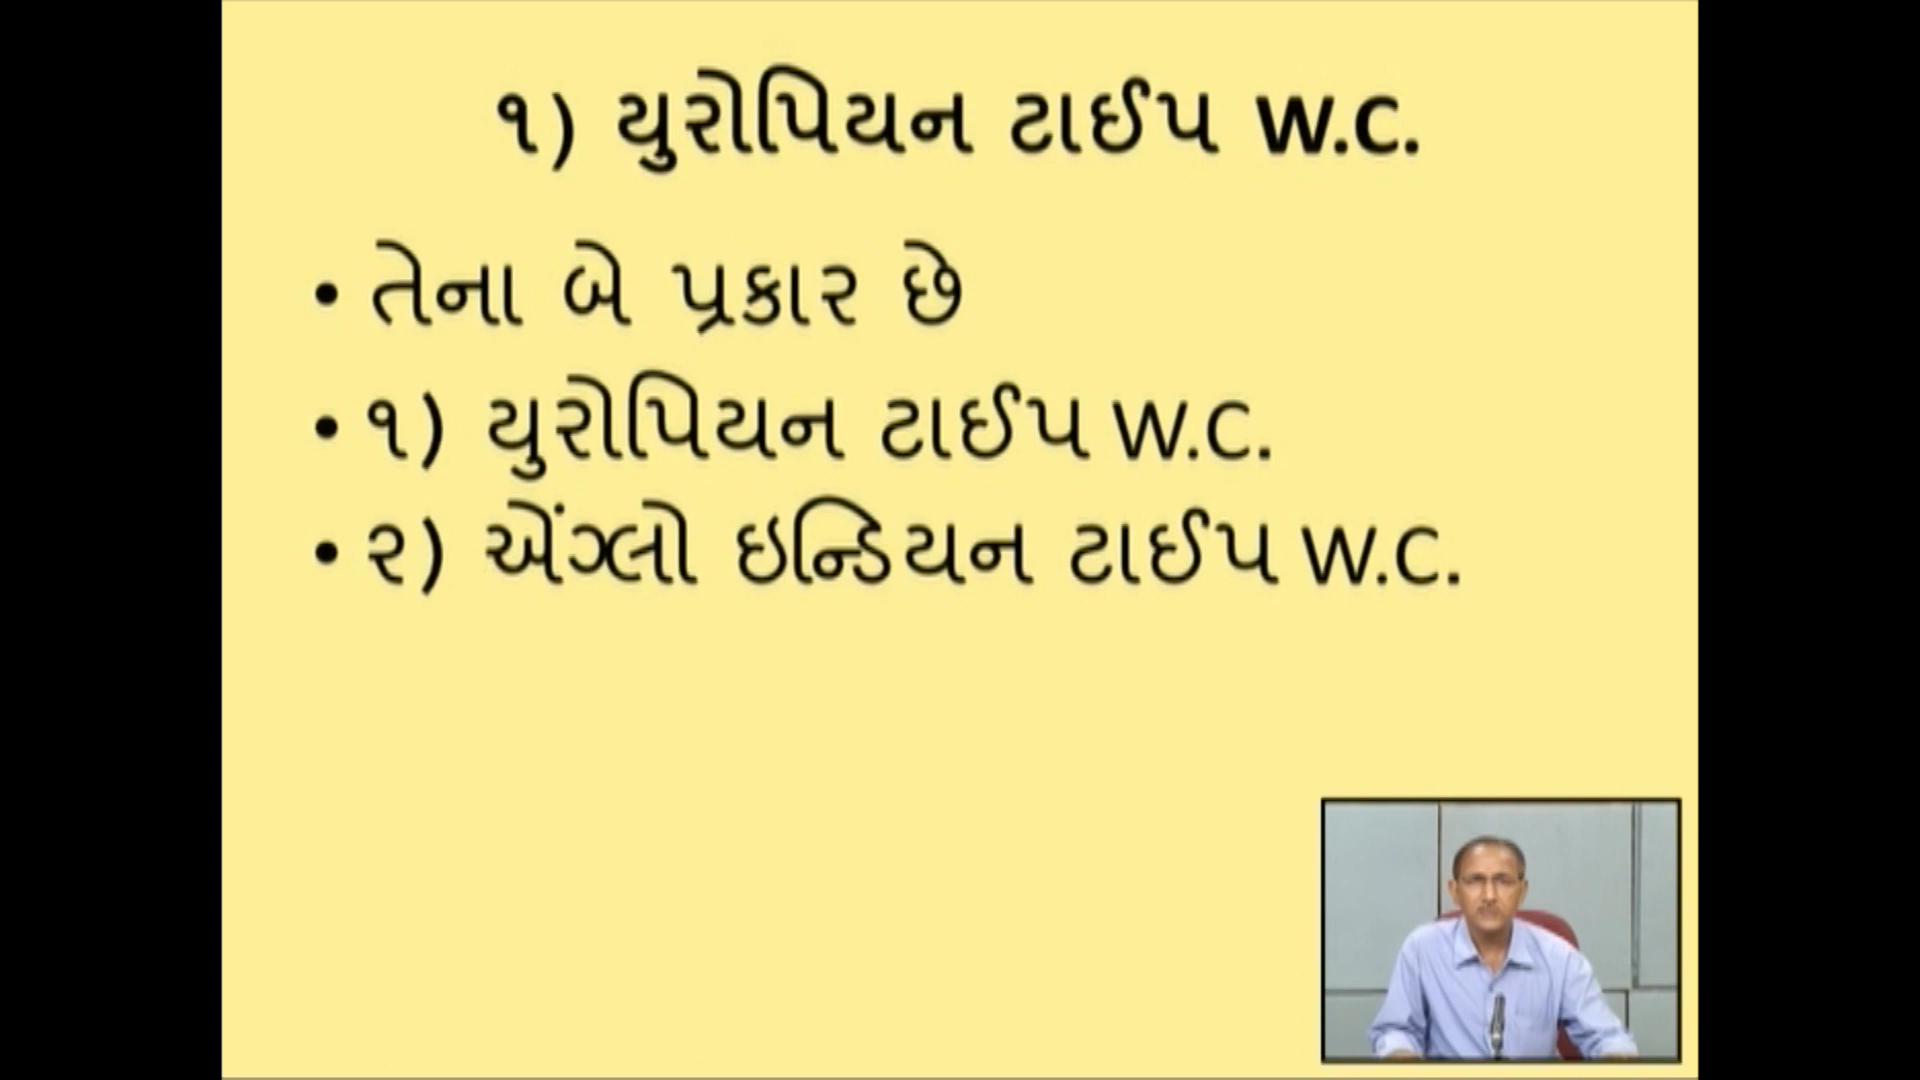 ૧) યુરોપિયન ટાઈપ W.C.
• તેના બે પ્રકાર છે
• ૧) યુરોપિયન ટાઈપ W.C.
• ૨) એંગ્લો ઇન્ડિયન ટાઈપ W.C.